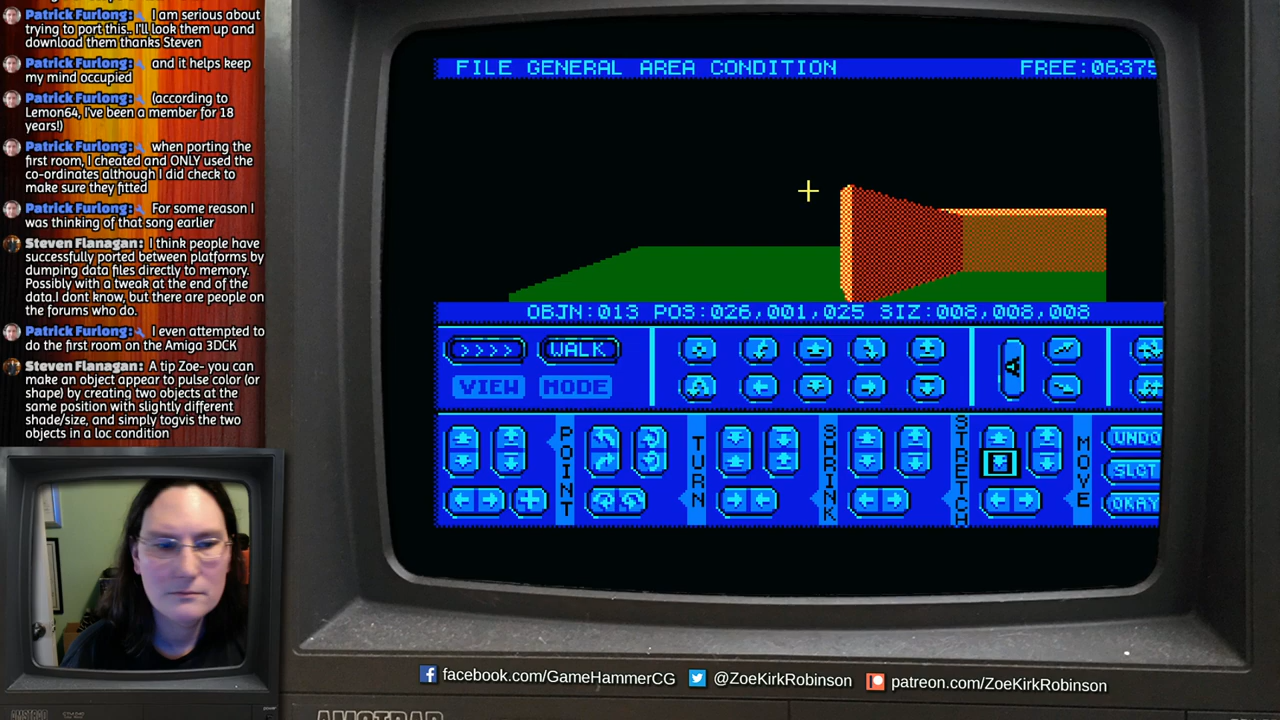 Patrick Furlong: I am serious about
trying to port this.. I'll look them up and
download them thanks Steven
Patrick Furlong: and it helps keep
my mind occupied
Patrick Furlong: (according to
Lemon64, I've been a member for 18
years!)
Patrick Furlong: when porting the
first room, I cheated and ONLY used the
co-ordinates although I did check to
make sure they fitted
Patrick Furlong: For some reason I
was thinking of that song earlier
Steven Flanagan: I think people have
successfully ported between platforms by
dumping data files directly to memory.
Possibly with a tweak at the end of the
data.I dont know, but there are people on
the forums who do.
Patrick Furlong: I even attempted to
do the first room on the Amiga 3DCK
Steven Flanagan: A tip Zoe- you can
make an object appear to pulse color (or
shape) by creating two objects at the
same position with slightly different
shade/size, and simply togvis the two
objects in a loc condition
FILE GENERAL AREA CONDITION FREE:06375
OBJN:013 POS:026,001,025 SIZ:008,008,008
>>>> WALK
VIEW MODE
A
POINT
TURN
SHRINK
STRETCH
MOVE
UNDO
SLOT
OKAY
facebook.com/GameHammerCG @ZoeKirkRobinson patreon.com/ZoeKirkRobinson